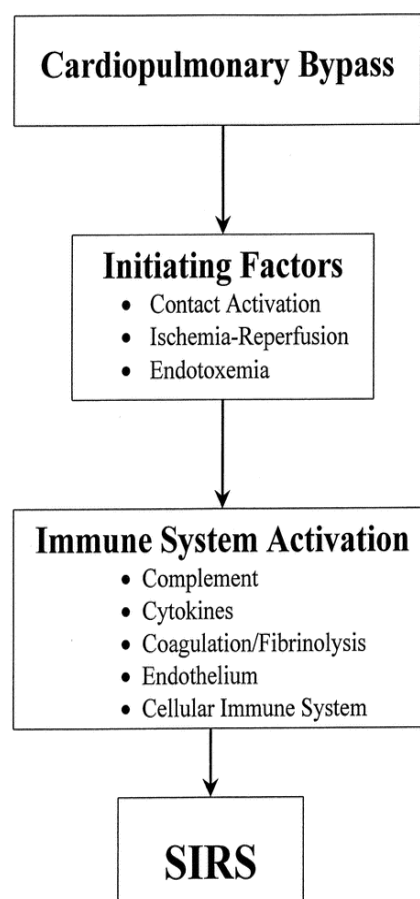 Cardiopulmonary Bypass
Initiating Factors
• Contact Activation
• Ischemia-Reperfusion
• Endotoxemia
Immune System Activation
• Complement
• Cytokines
• Coagulation/Fibrinolysis
• Endothelium
• Cellular Immune System
SIRS